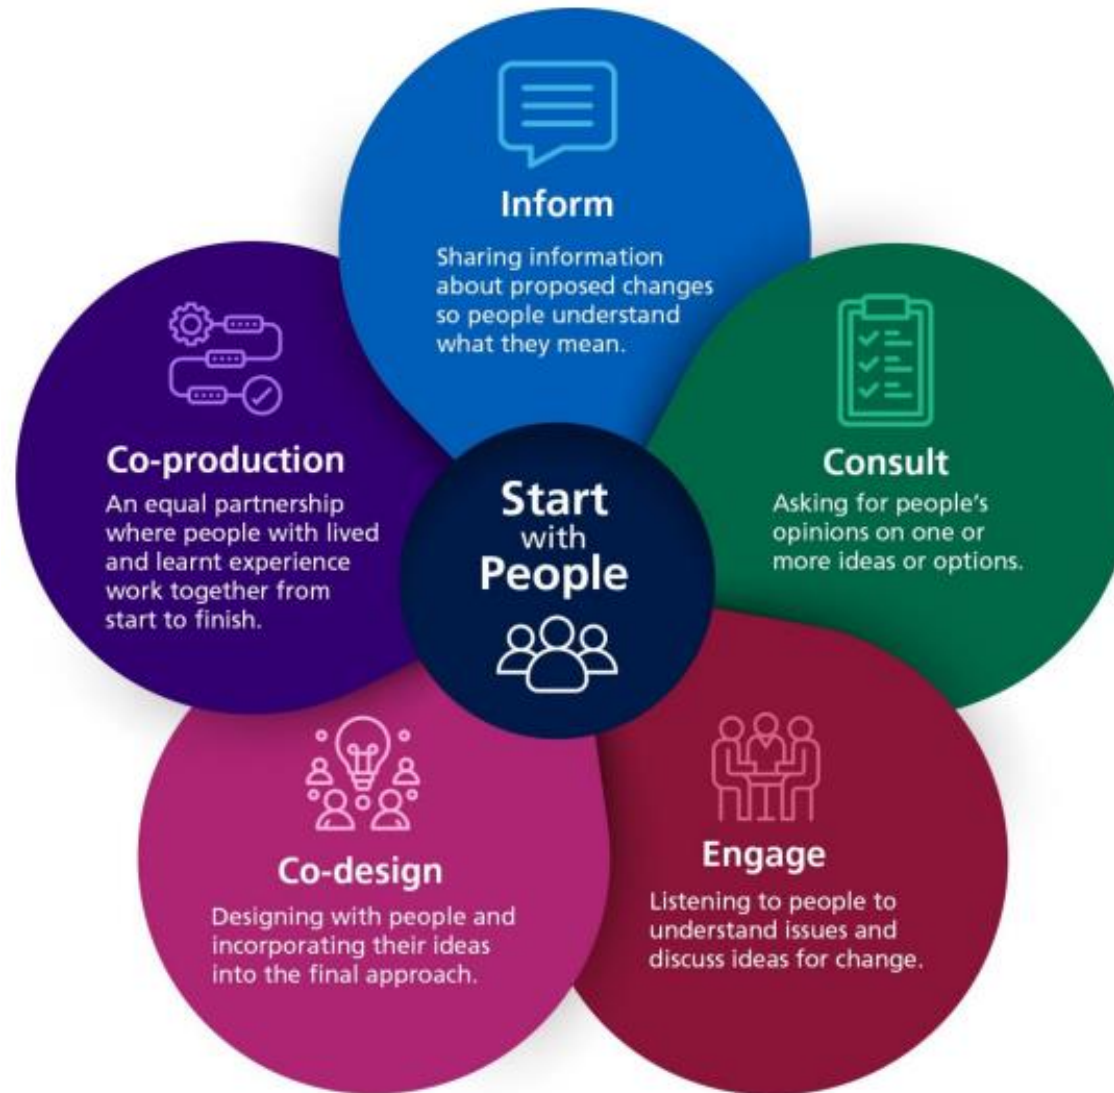 Inform
Sharing information
about proposed changes
so people understand
what they mean.
Consult
Asking for people's
opinions on one or
more ideas or options.
Engage
Listening to people to
understand issues and
discuss ideas for change.
Co-design
Designing with people and
incorporating their ideas
into the final approach.
Co-production
An equal partnership
where people with lived
and learnt experience
work together from
start to finish.
Start
with
People